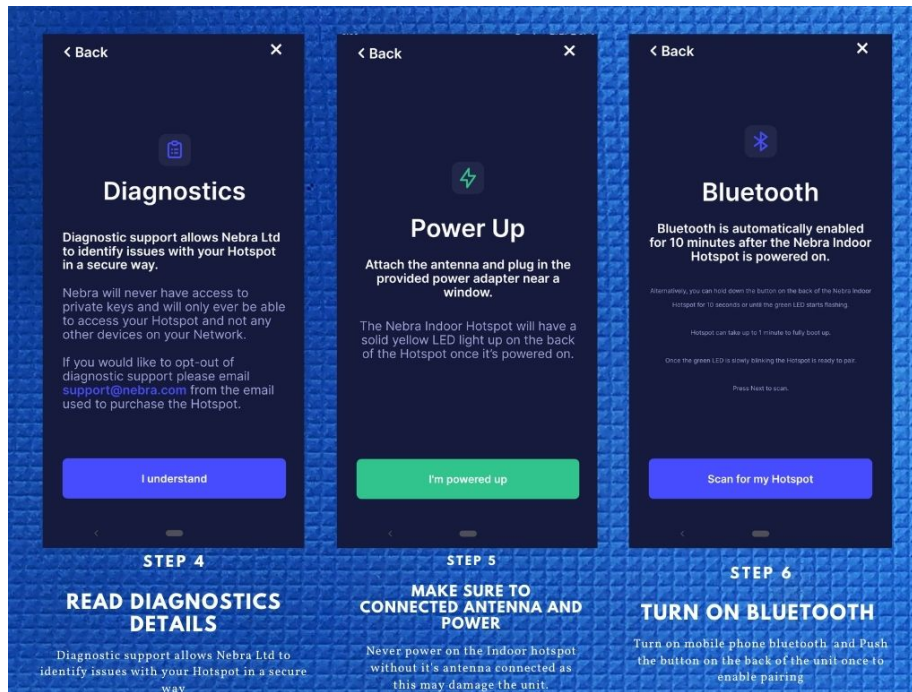 < Back
×
Diagnostics
Diagnostic support allows Nebra Ltd
to identify issues with your Hotspot
in a secure way.
Nebra will never have access to
private keys and will only ever be able
to access your Hotspot and not any
other devices on your Network.
If you would like to opt-out of
diagnostic support please email
support@nebra.com from the email
used to purchase the Hotspot.
I understand
STEP 4
READ DIAGNOSTICS
DETAILS
Diagnostic support allows Nebra Ltd to
identify issues with your Hotspot in a secure
way
< Back
×
Power Up
Attach the antenna and plug in the
provided power adapter near a
window.
The Nebra Indoor Hotspot will have a
solid yellow LED light up on the back
of the Hotspot once it's powered on.
I'm powered up
STEP 5
MAKE SURE TO
CONNECTED ANTENNA AND
POWER
Never power on the Indoor hotspot
without it's antenna connected as
this may damage the unit.
< Back
×
Bluetooth
Bluetooth is automatically enabled
for 10 minutes after the Nebra Indoor
Hotspot is powered on.
Alternatively, you can hold down the button on the back of the Nebra Indoor
Hotspot for 10 seconds or until the green LED starts flashing.
Hotspot can take up to 1 minute to fully boot up.
Once the green LED is slowly blinking the Hotspot is ready to pair.
Press Next to scan.
Scan for my Hotspot
STEP 6
TURN ON BLUETOOTH
Turn on mobile phone bluetooth and Push
the button on the back of the unit once to
enable pairing